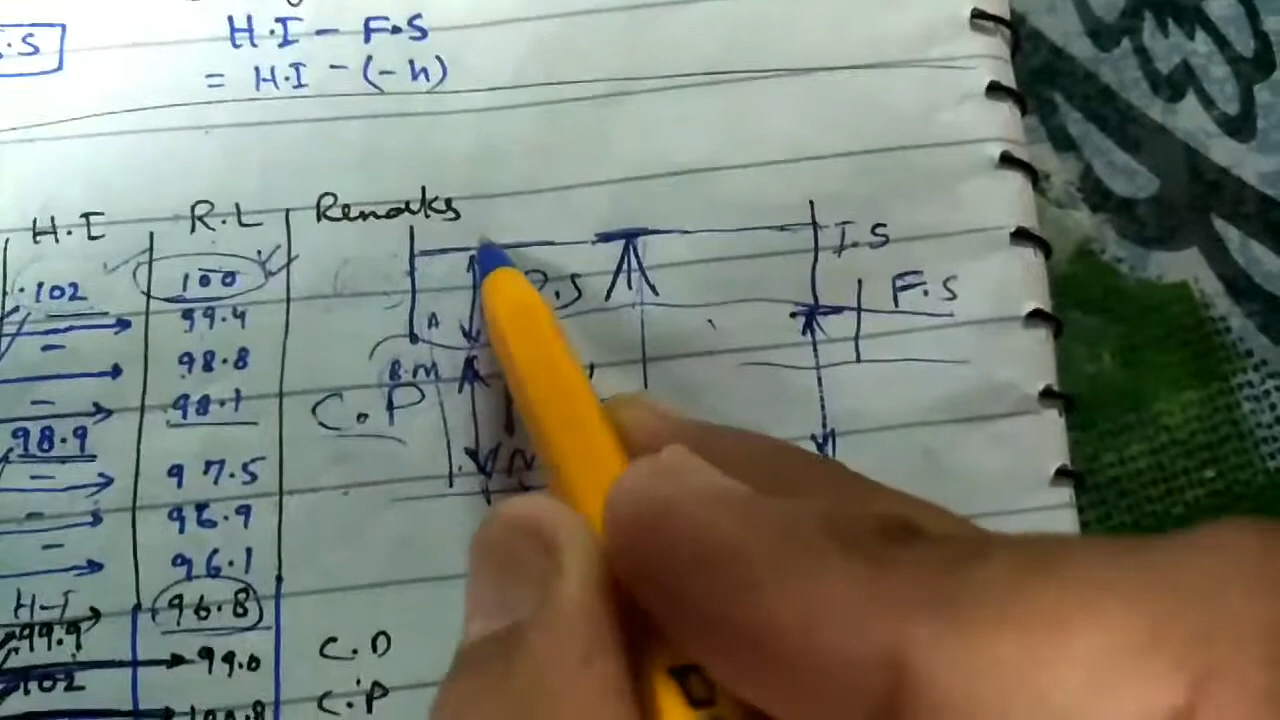 .S
H.I - F.S
= H.I - (-h)
H.I R.L Remarks
I.S
102 100
F.S
99.4
A
- 98.8
B.M
- 98.1 C.P
98.9
- 97.5
N
- 96.9
- 96.1
H-I 96.8
99.9
99.0 C.D
102
C.P